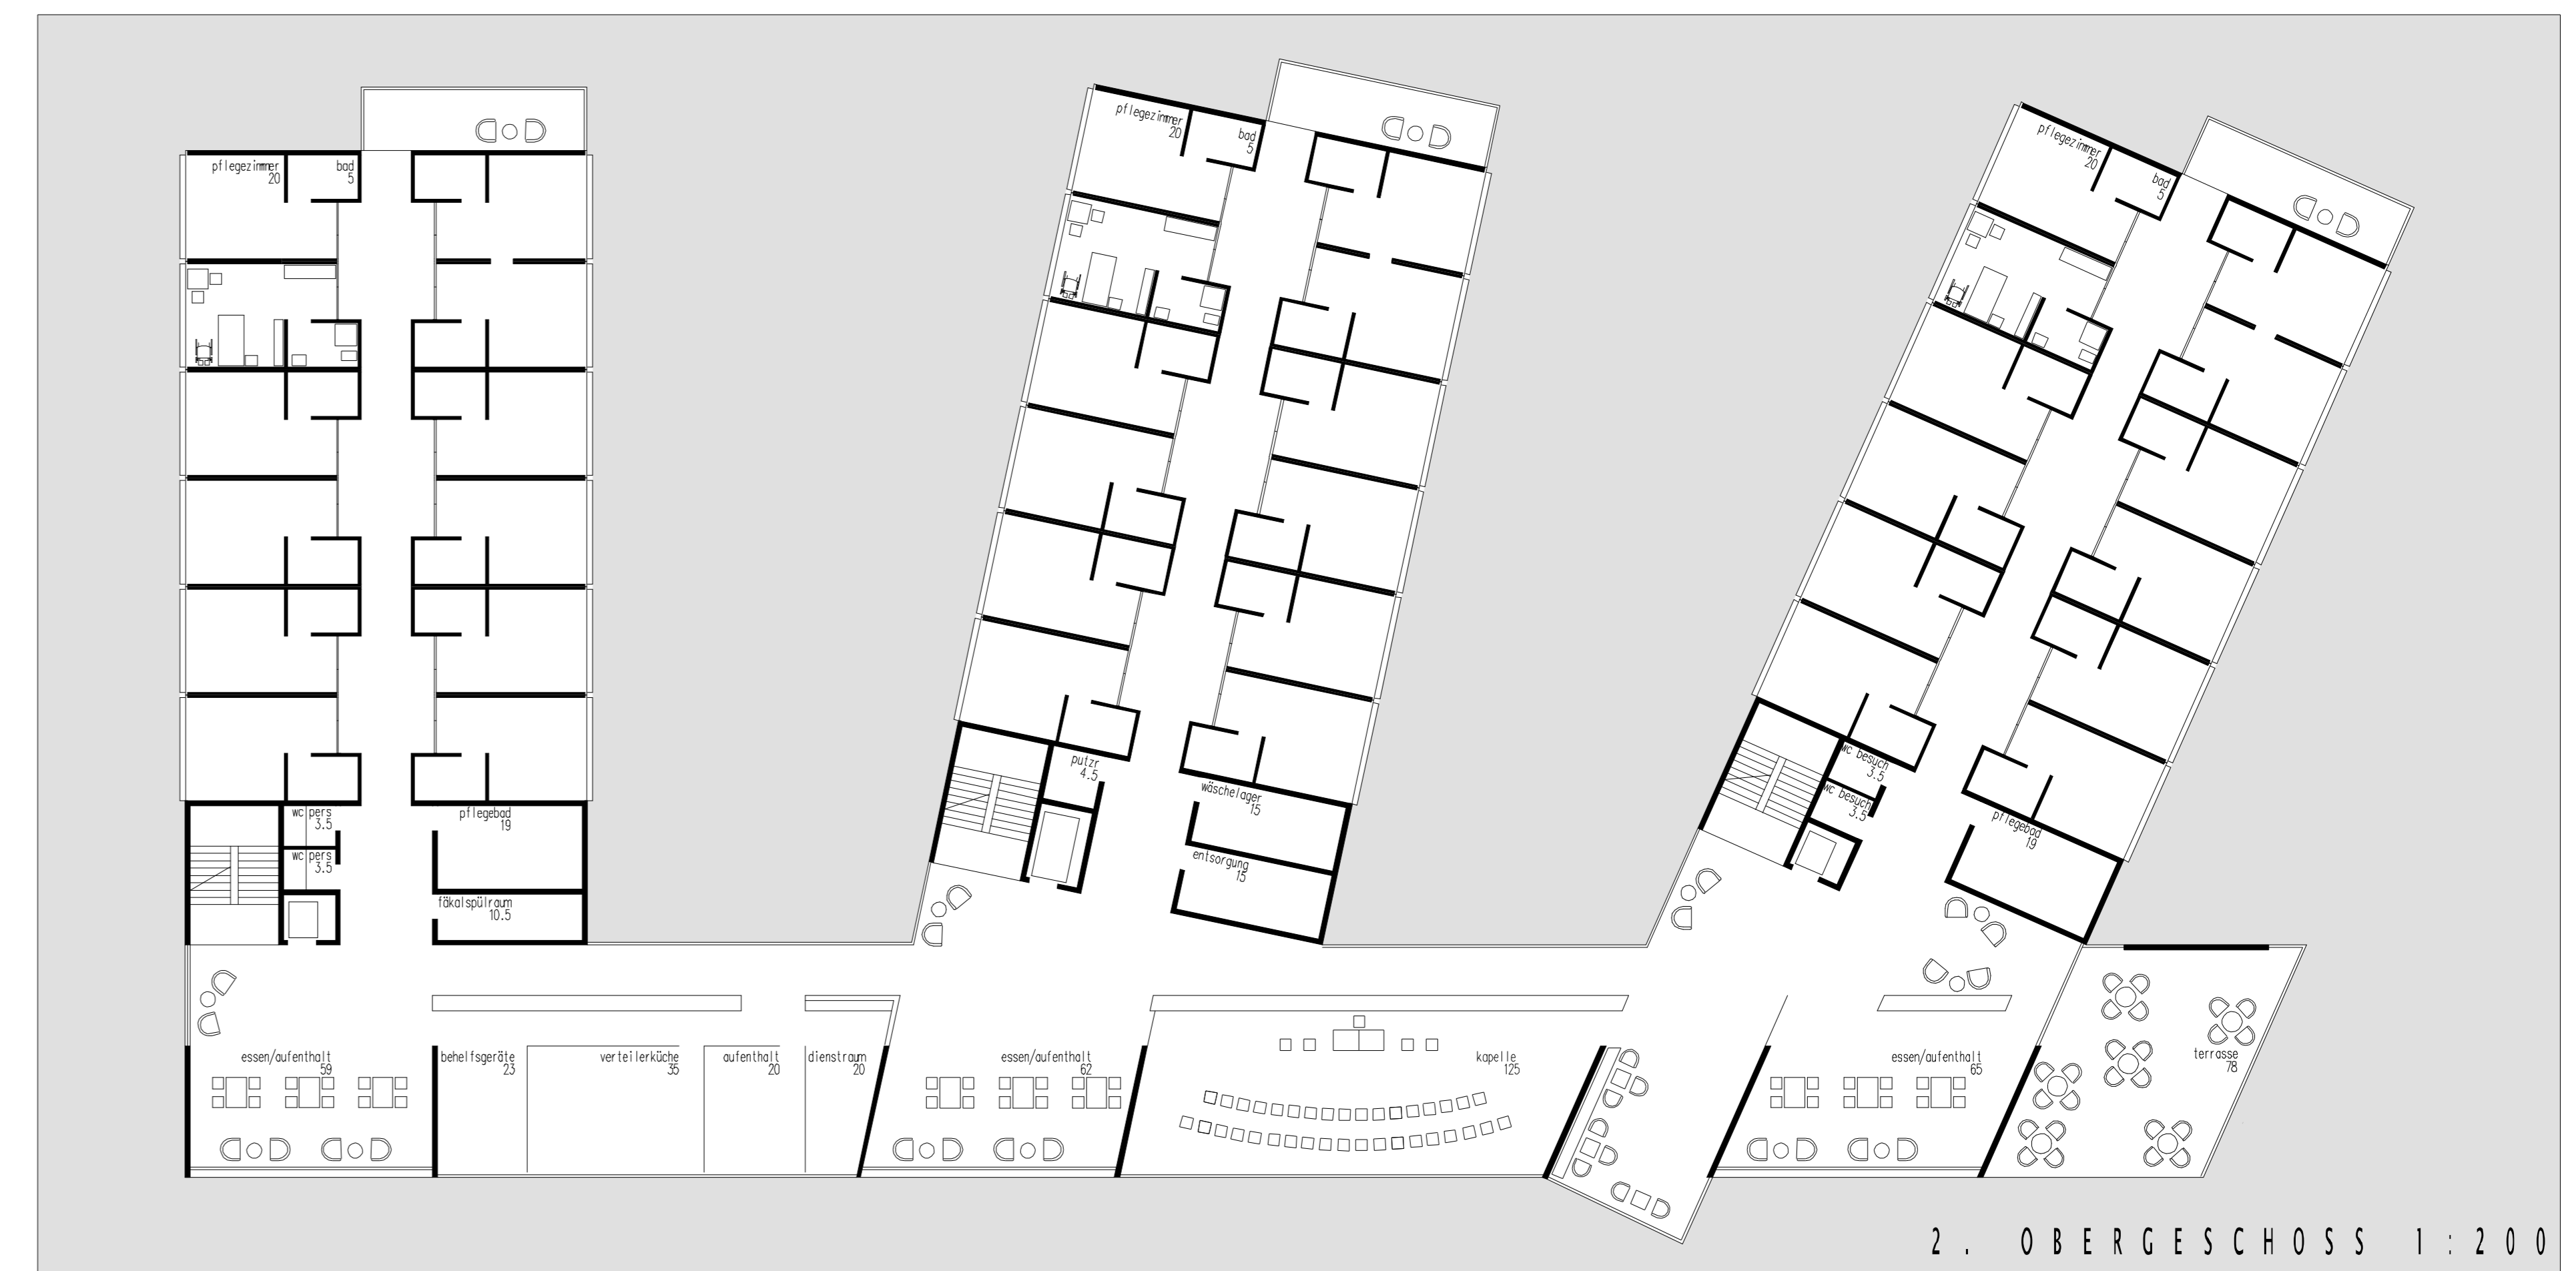 pflegezimmer
20
bad
5
pflegezimmer
20
bad
5
pflegezimmer
20
bad
5
wc pers
3.5
wc pers
3.5
pflegebad
19
fäkalspülraum
10.5
putzr
4.5
wäschelager
15
entsorgung
15
wc besuch
3.5
wc besuch
3.5
pflegebad
19
essen/aufenthalt
59
behelfsgeräte
23
verteilerküche
35
aufenthalt
20
dienstraum
20
essen/aufenthalt
62
kapelle
125
essen/aufenthalt
65
terrasse
78
2. OBERGESCHOSS 1:200